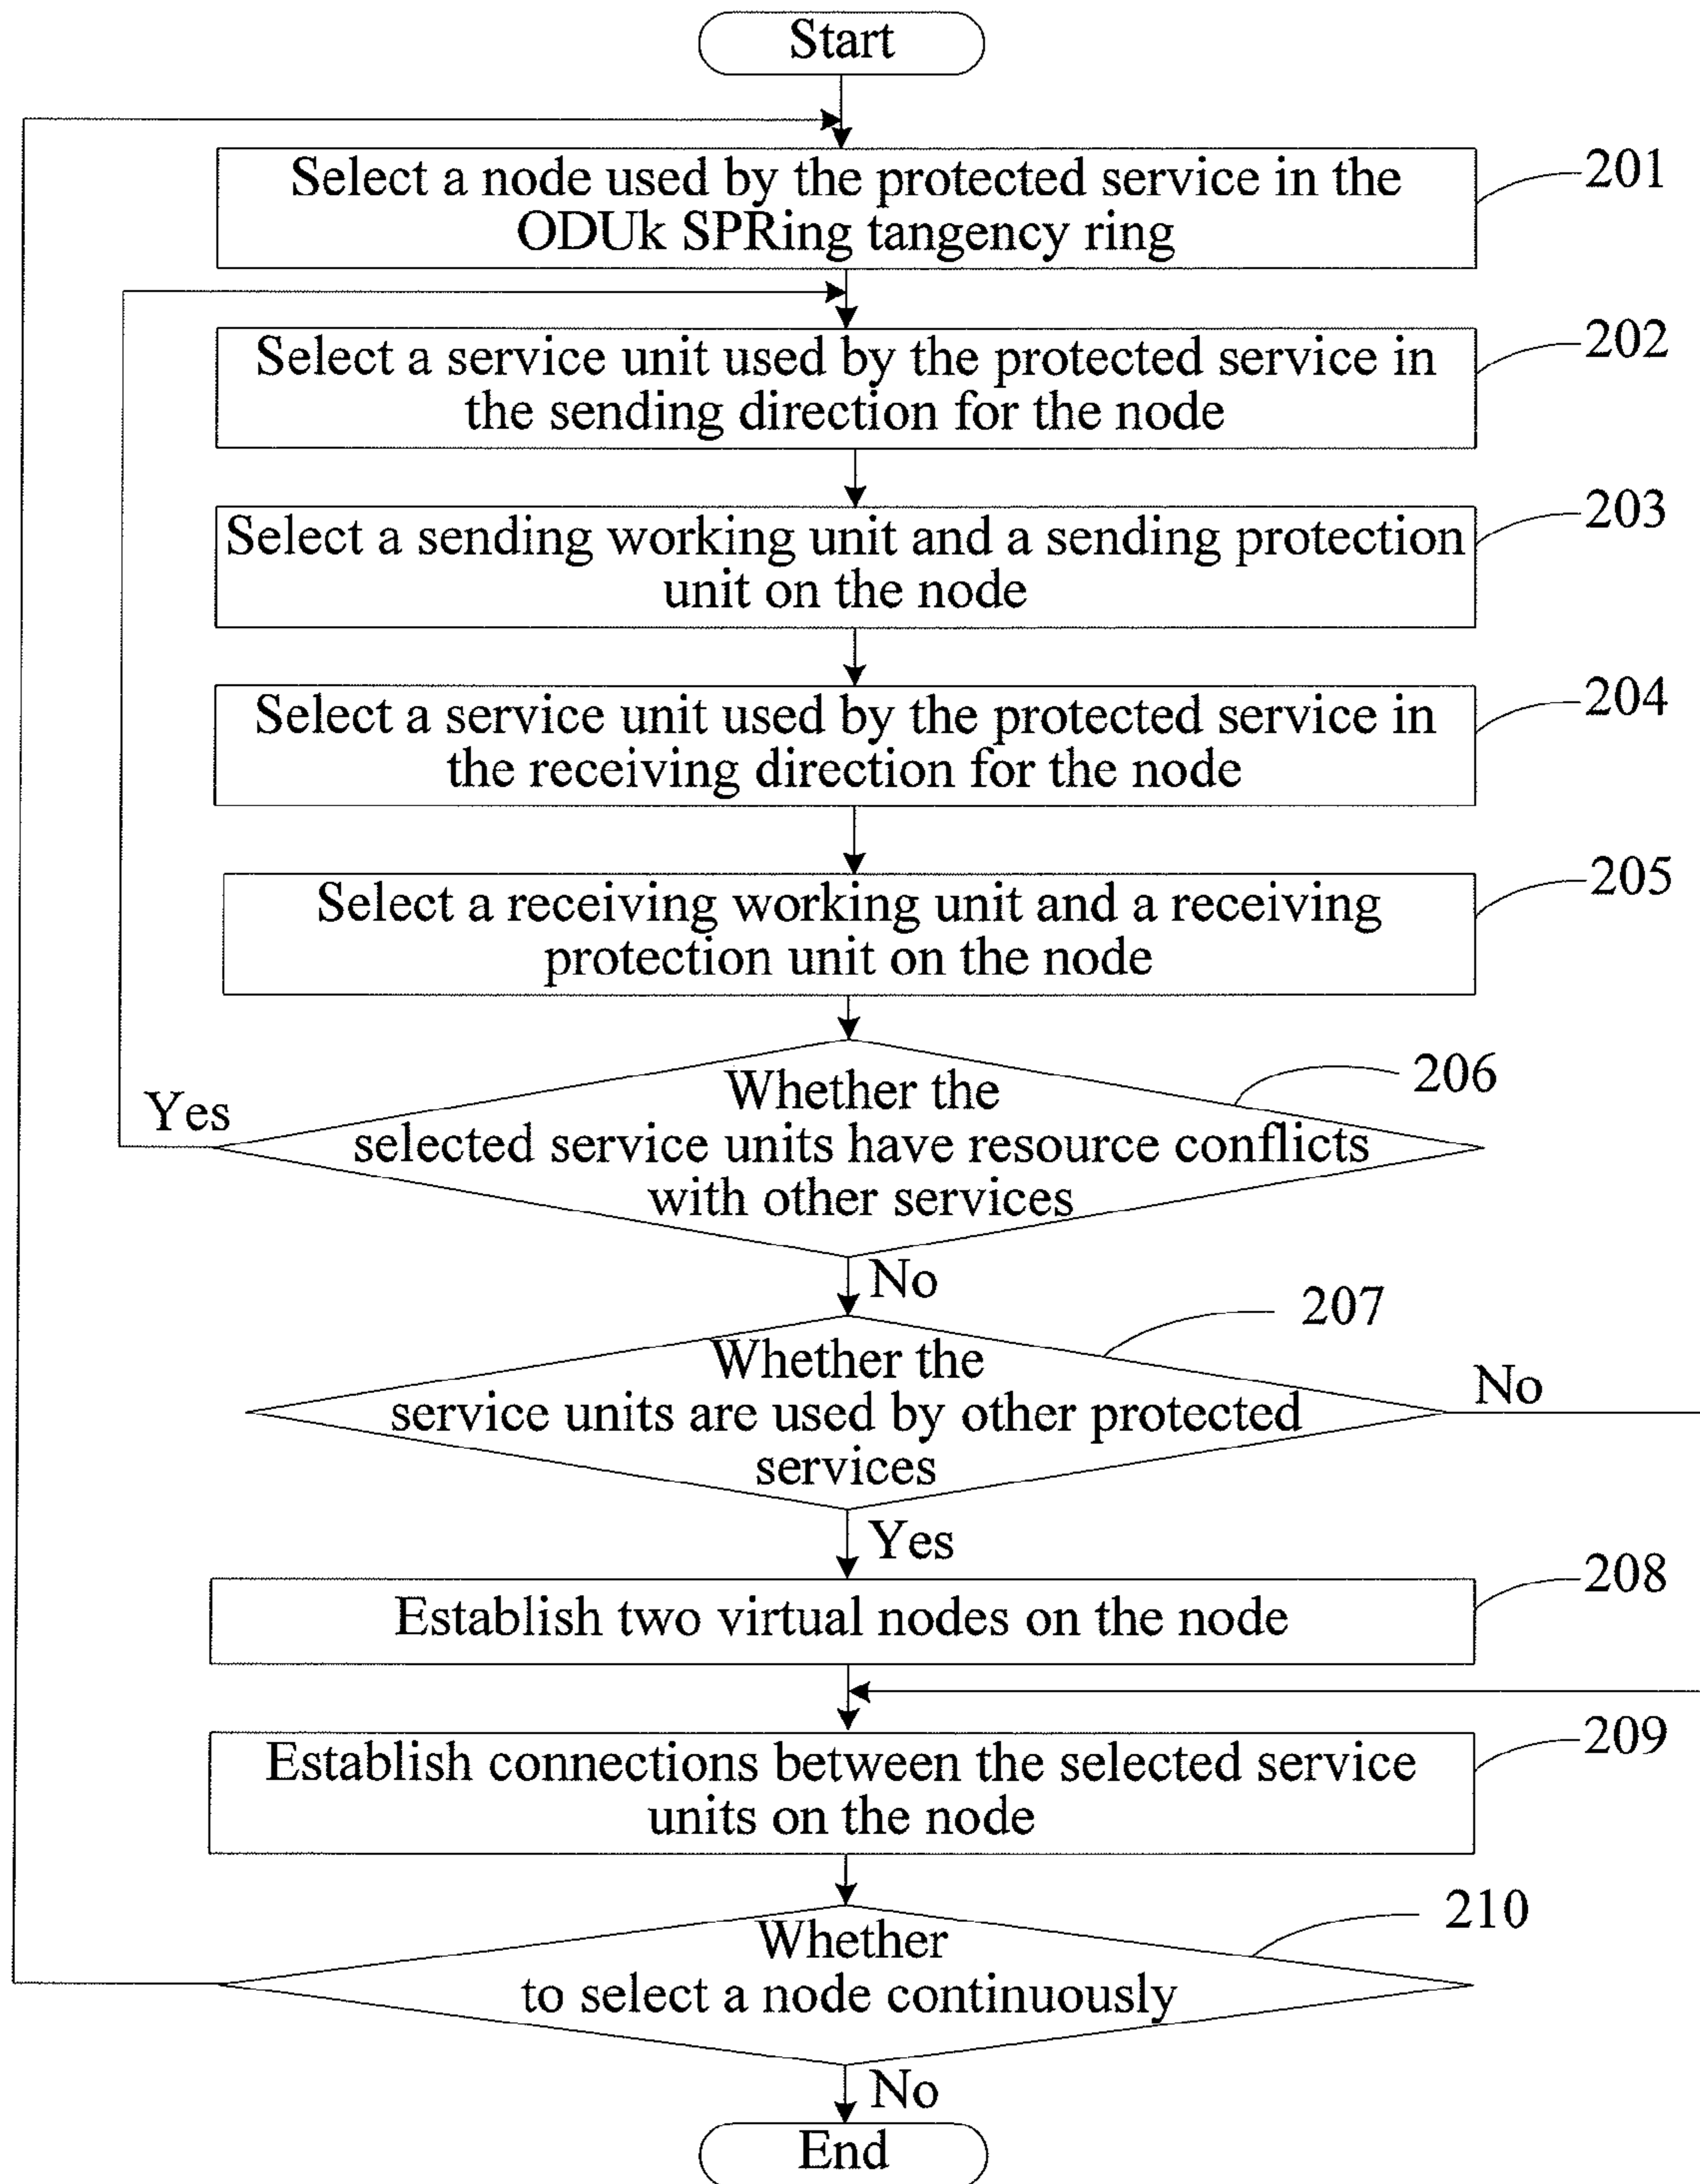 Start
Select a node used by the protected service in the
ODUk SPRing tangency ring
201
Select a service unit used by the protected service in
the sending direction for the node
202
Select a sending working unit and a sending protection
unit on the node
203
Select a service unit used by the protected service in
the receiving direction for the node
204
Select a receiving working unit and a receiving
protection unit on the node
205
Whether the
selected service units have resource conflicts
with other services
206
Yes
No
Whether the
service units are used by other protected
services
207
No
Yes
Establish two virtual nodes on the node
208
Establish connections between the selected service
units on the node
209
Whether
to select a node continuously
210
No
End